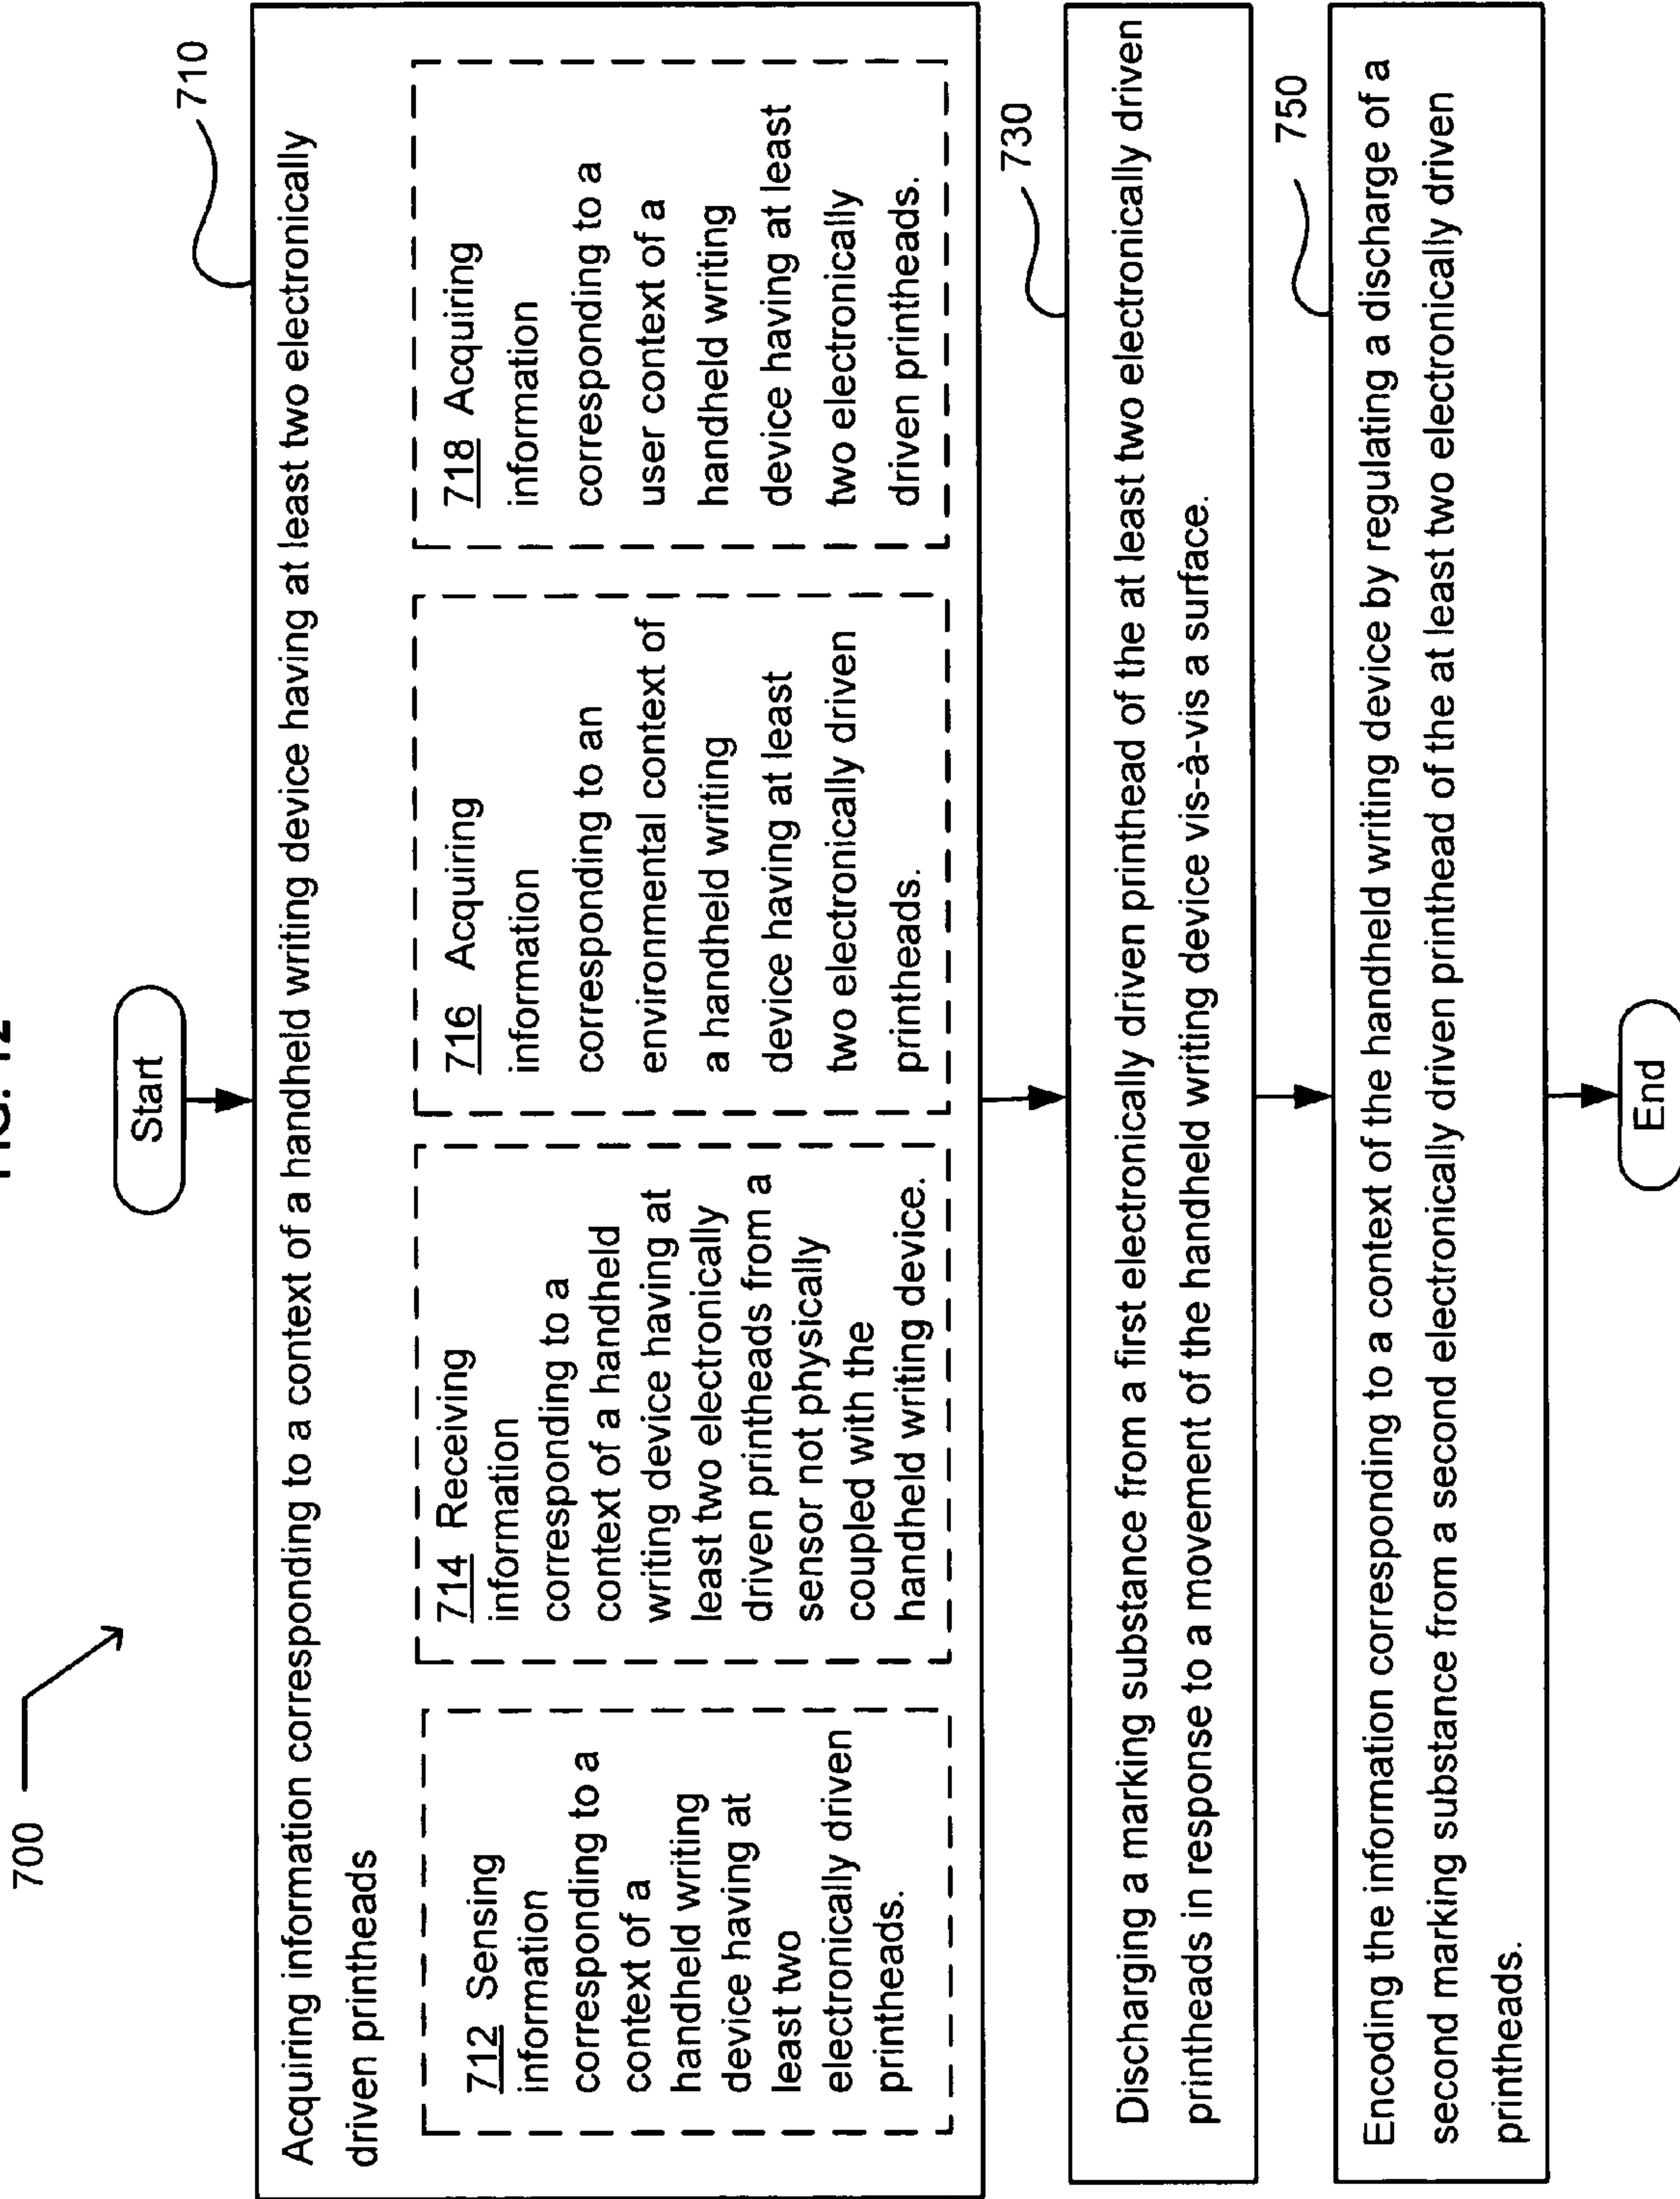 FIG. 12
700
Start
710
Acquiring information corresponding to a context of a handheld writing device having at least two electronically
driven printheads
712 Sensing
information
corresponding to a
context of a
handheld writing
device having at
least two
electronically driven
printheads.
714 Receiving
information
corresponding to a
context of a handheld
writing device having at
least two electronically
driven printheads from a
sensor not physically
coupled with the
handheld writing device.
716 Acquiring
information
corresponding to an
environmental context of
a handheld writing
device having at least
two electronically driven
printheads.
718 Acquiring
information
corresponding to a
user context of a
handheld writing
device having at least
two electronically
driven printheads.
730
Discharging a marking substance from a first electronically driven printhead of the at least two electronically driven
printheads in response to a movement of the handheld writing device vis-à-vis a surface.
750
Encoding the information corresponding to a context of the handheld writing device by regulating a discharge of a
second marking substance from a second electronically driven printhead of the at least two electronically driven
printheads.
End